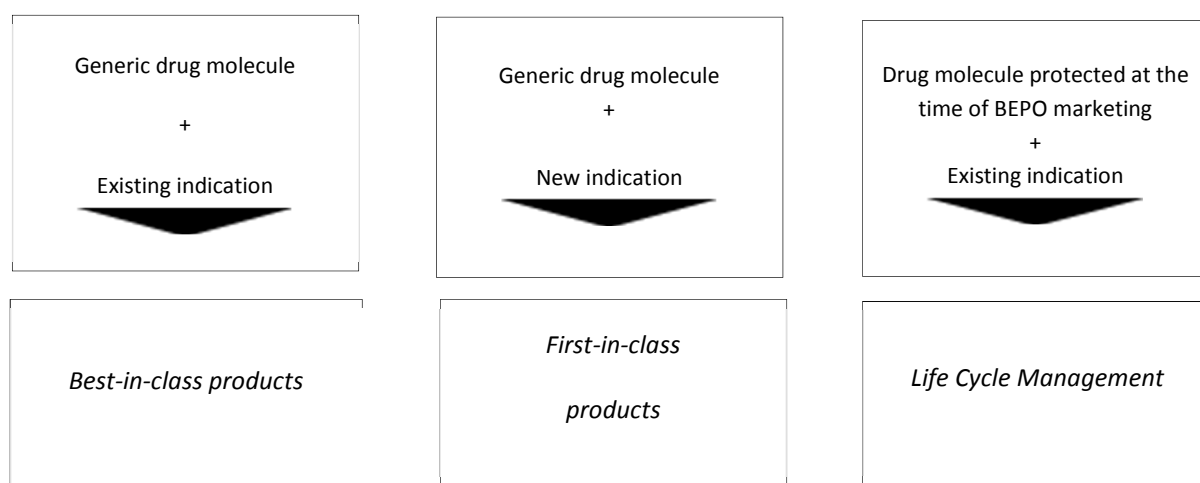 Generic drug molecule
+
Existing indication
Generic drug molecule
+
New indication
Drug molecule protected at the
time of BEPO marketing
+
Existing indication
Best-in-class products
First-in-class
products
Life Cycle Management